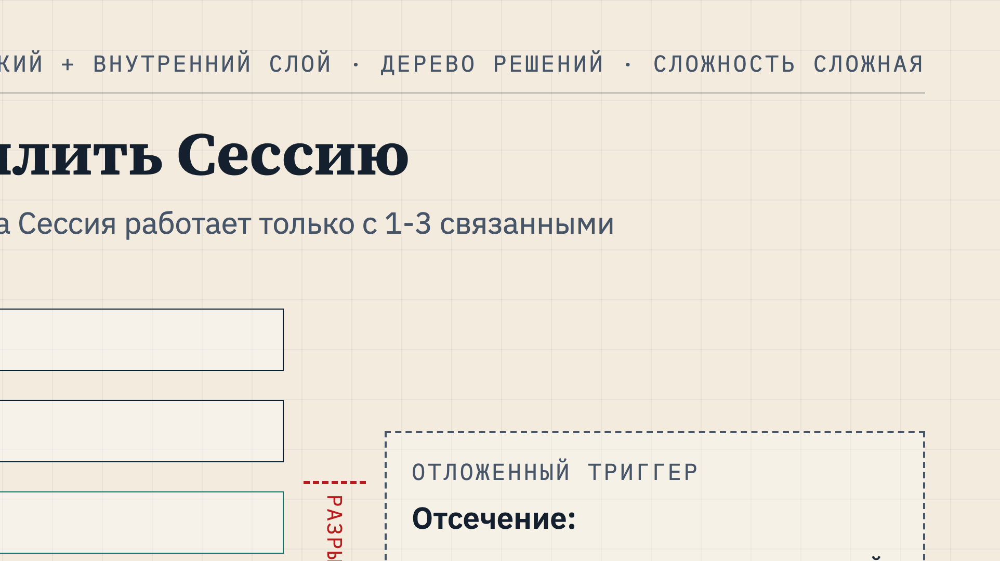 КИЙ + ВНУТРЕННИЙ СЛОЙ · ДЕРЕВО РЕШЕНИЙ · СЛОЖНОСТЬ СЛОЖНАЯ
лить Сессию
а Сессия работает только с 1-3 связанными
ОТЛОЖЕННЫЙ ТРИГГЕР
Отсечение:
РАЗРЫ